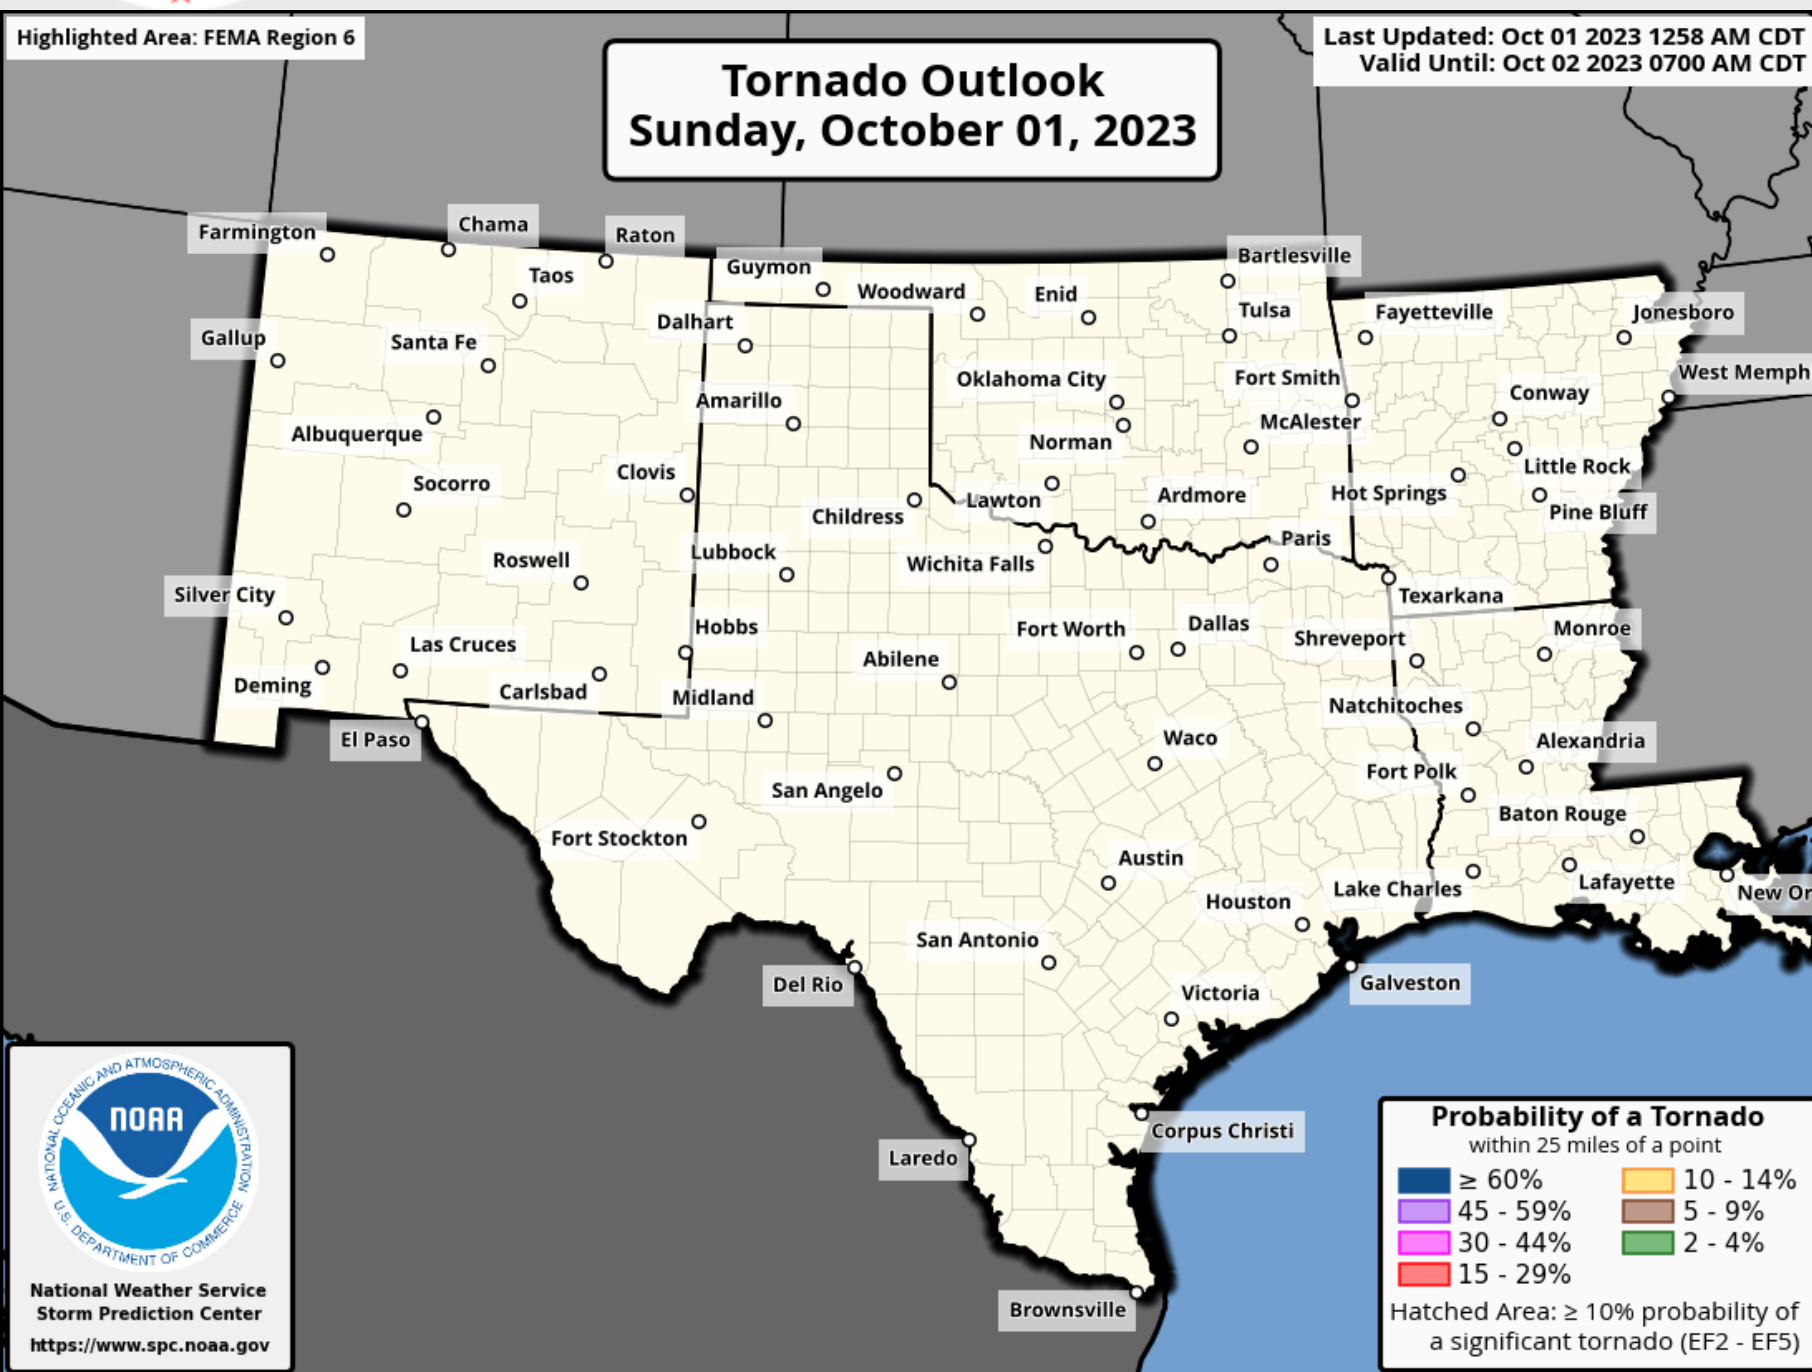 Highlighted Area: FEMA Region 6
Last Updated: Oct 01 2023 1258 AM CDT
Valid Until: Oct 02 2023 0700 AM CDT
Tornado Outlook
Sunday, October 01, 2023
Farmington
Chama
Raton
Taos
Guymon
Woodward
Enid
Bartlesville
Tulsa
Fayetteville
Jonesboro
Gallup
Santa Fe
Dalhart
Oklahoma City
Fort Smith
West Memph
Conway
Amarillo
Albuquerque
Norman
McAlester
Socorro
Clovis
Childress
Lawton
Ardmore
Hot Springs
Little Rock
Pine Bluff
Roswell
Lubbock
Wichita Falls
Paris
Silver City
Texarkana
Las Cruces
Hobbs
Abilene
Fort Worth
Dallas
Shreveport
Monroe
Deming
Carlsbad
Midland
Natchitoches
El Paso
Waco
Alexandria
San Angelo
Fort Polk
Fort Stockton
Baton Rouge
Austin
Houston
Lake Charles
Lafayette
New Or
San Antonio
Del Rio
Victoria
Galveston
Corpus Christi
Laredo
Brownsville
NATIONAL OCEANIC AND ATMOSPHERIC ADMINISTRATION
NOAA
U.S. DEPARTMENT OF COMMERCE
National Weather Service
Storm Prediction Center
https://www.spc.noaa.gov
Probability of a Tornado
within 25 miles of a point
≥ 60%
10 - 14%
45 - 59%
5 - 9%
30 - 44%
2 - 4%
15 - 29%
Hatched Area: ≥ 10% probability of
a significant tornado (EF2 - EF5)